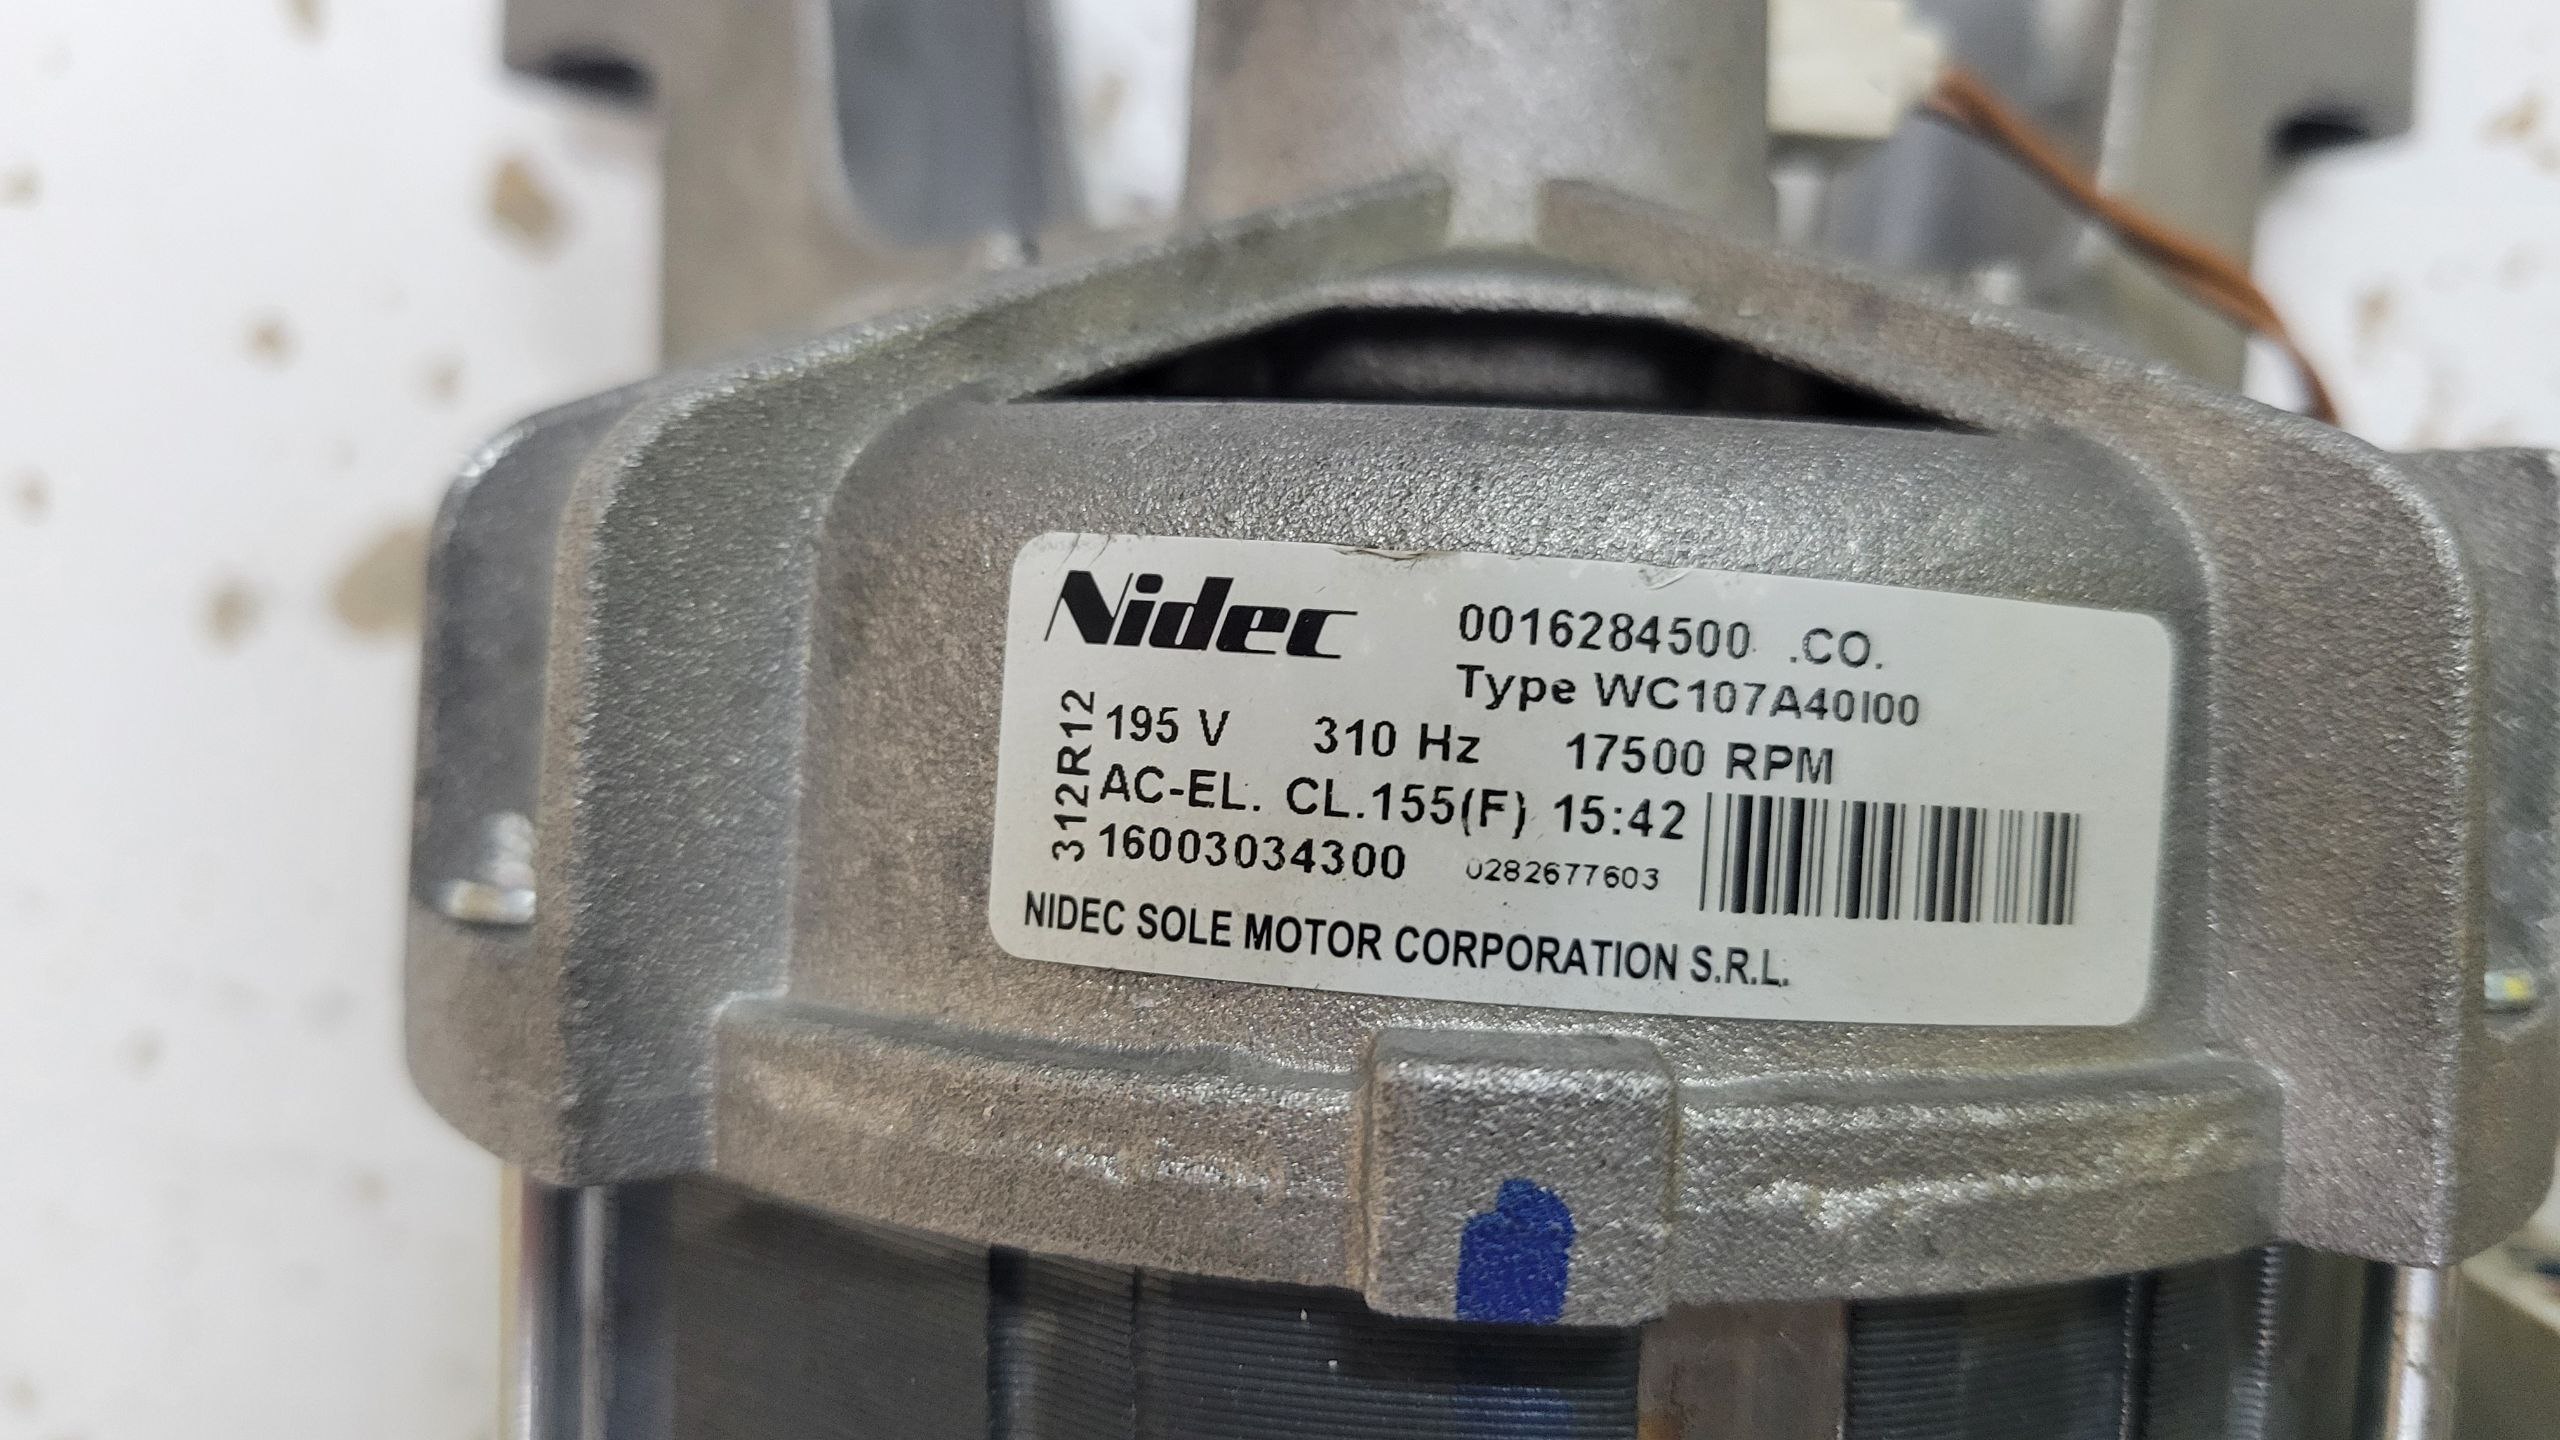 Nidec
0016284500 .CO.
Type WC107A40I00
195 V 310 Hz 17500 RPM
AC-EL. CL.155(F) 15:42
16003034300 0282677603
312R12
NIDEC SOLE MOTOR CORPORATION S.R.L.